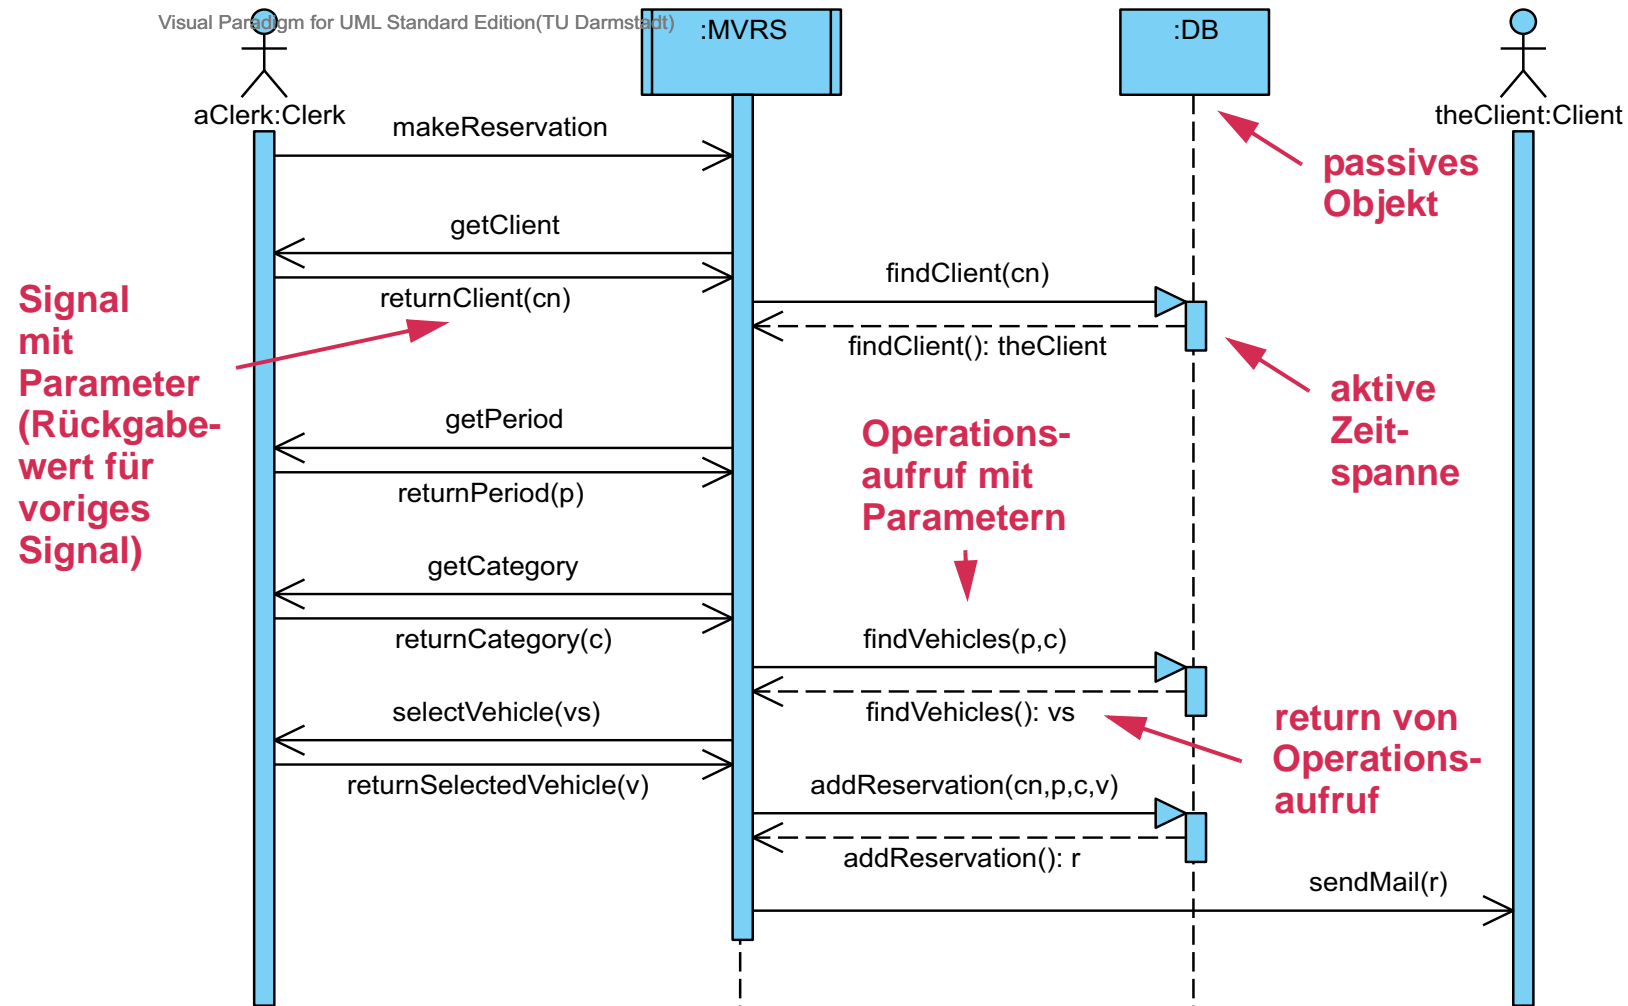 Visual Paradigm for UML Standard Edition(TU Darmstadt)
:MVRS
:DB
aClerk:Clerk
theClient:Client
makeReservation
passives
Objekt
getClient
findClient(cn)
returnClient(cn)
Signal
mit
Parameter
(Rückgabe-
wert für
voriges
Signal)
findClient(): theClient
aktive
Zeit-
spanne
getPeriod
Operations-
aufruf mit
Parametern
returnPeriod(p)
getCategory
returnCategory(c)
findVehicles(p,c)
selectVehicle(vs)
findVehicles(): vs
return von
Operations-
aufruf
returnSelectedVehicle(v)
addReservation(cn,p,c,v)
addReservation(): r
sendMail(r)